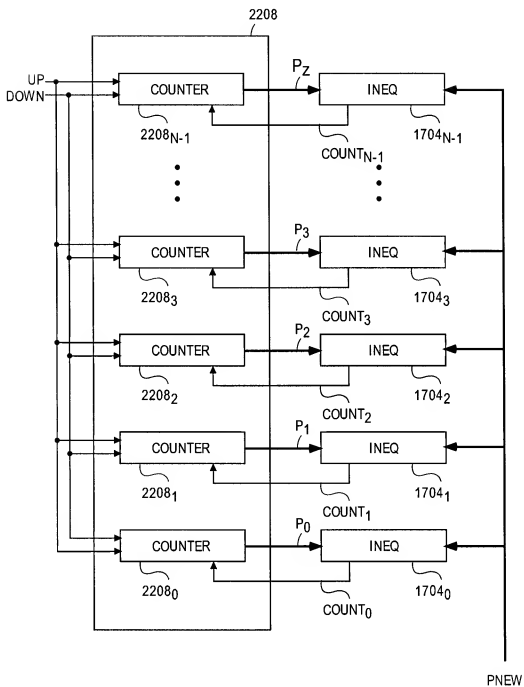 2208
UP
DOWN
COUNTER
P_Z
INEQ
2208_N-1
COUNT_N-1
1704_N-1
COUNTER
P_3
INEQ
2208_3
COUNT_3
1704_3
COUNTER
P_2
INEQ
2208_2
COUNT_2
1704_2
COUNTER
P_1
INEQ
2208_1
COUNT_1
1704_1
COUNTER
P_0
INEQ
2208_0
COUNT_0
1704_0
PNEW